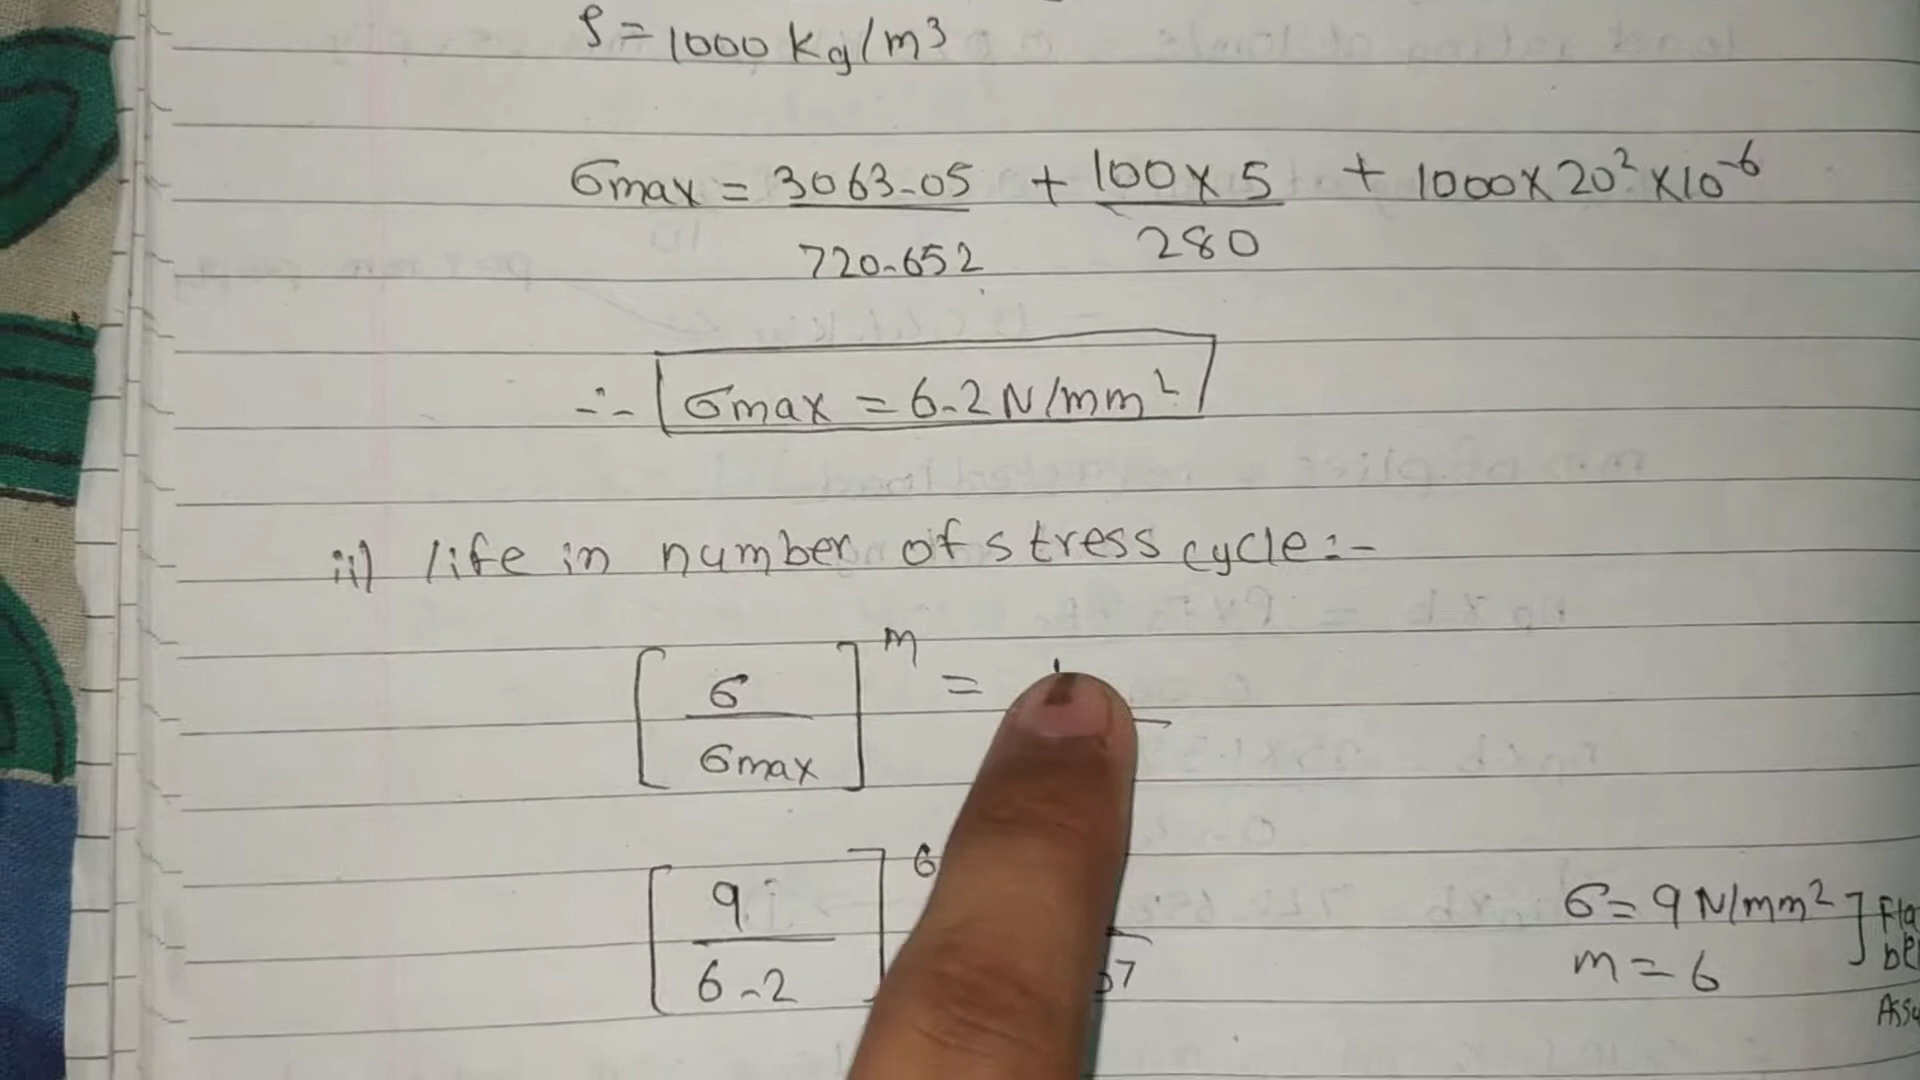 ρ = 1000 kg/m³
σmax = 3063.05 / 720.652 + 100 x 5 / 280 + 1000 x 20² x 10⁻⁶
∴ σmax = 6.2 N/mm²
ii) life in number of stress cycle:-
[σ / σmax]ᵐ =
[9 / 6.2]⁶
σ = 9 N/mm²
m = 6